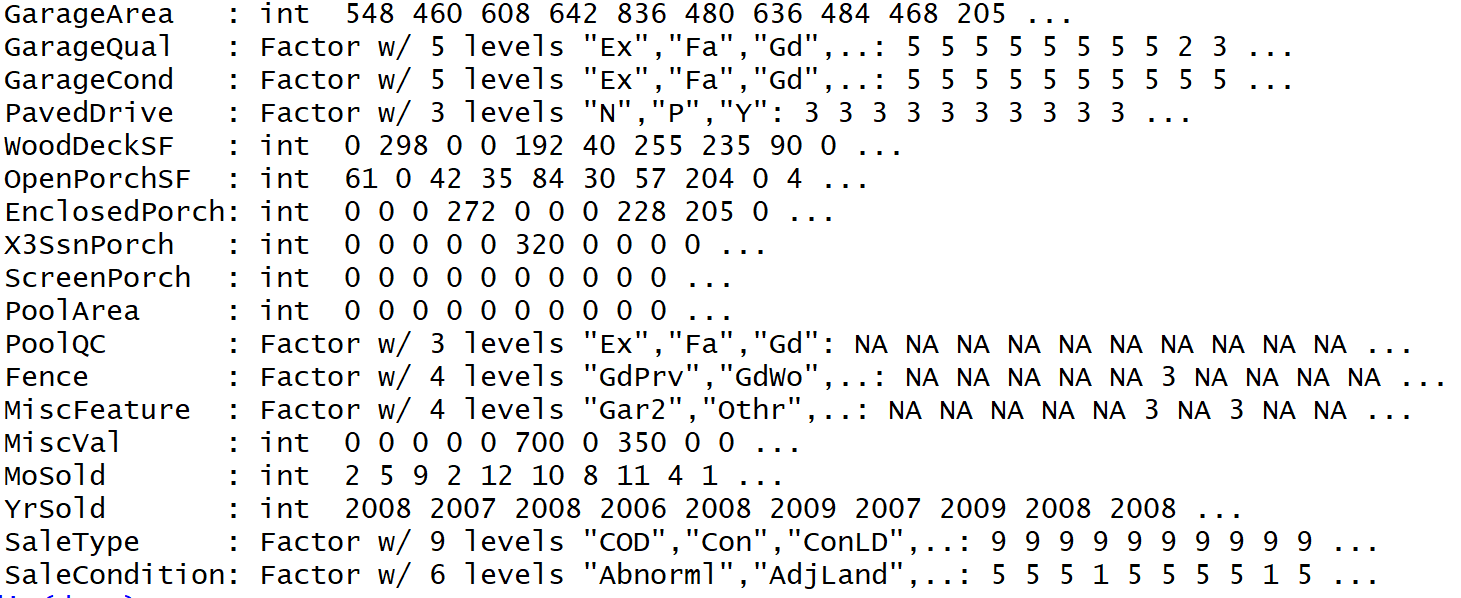 GarageArea : int 548 460 608 642 836 480 636 484 468 205 ...
GarageQual : Factor w/ 5 levels "Ex","Fa","Gd",..: 5 5 5 5 5 5 5 5 2 3 ...
GarageCond : Factor w/ 5 levels "Ex","Fa","Gd",..: 5 5 5 5 5 5 5 5 5 5 ...
PavedDrive : Factor w/ 3 levels "N","P","Y": 3 3 3 3 3 3 3 3 3 3 ...
WoodDeckSF : int 0 298 0 0 192 40 255 235 90 0 ...
OpenPorchSF : int 61 0 42 35 84 30 57 204 0 4 ...
EnclosedPorch: int 0 0 0 272 0 0 0 228 205 0 ...
X3SsnPorch : int 0 0 0 0 0 320 0 0 0 0 ...
ScreenPorch : int 0 0 0 0 0 0 0 0 0 0 ...
PoolArea : int 0 0 0 0 0 0 0 0 0 0 ...
PoolQC : Factor w/ 3 levels "Ex","Fa","Gd": NA NA NA NA NA NA NA NA NA NA ...
Fence : Factor w/ 4 levels "GdPrv","GdWo",..: NA NA NA NA NA 3 NA NA NA NA ...
MiscFeature : Factor w/ 4 levels "Gar2","Othr",..: NA NA NA NA NA 3 NA 3 NA NA ...
MiscVal : int 0 0 0 0 0 700 0 350 0 0 ...
MoSold : int 2 5 9 2 12 10 8 11 4 1 ...
YrSold : int 2008 2007 2008 2006 2008 2009 2007 2009 2008 2008 ...
SaleType : Factor w/ 9 levels "COD","Con","ConLD",..: 9 9 9 9 9 9 9 9 9 9 ...
SaleCondition: Factor w/ 6 levels "Abnorml","AdjLand",..: 5 5 5 1 5 5 5 5 1 5 ...